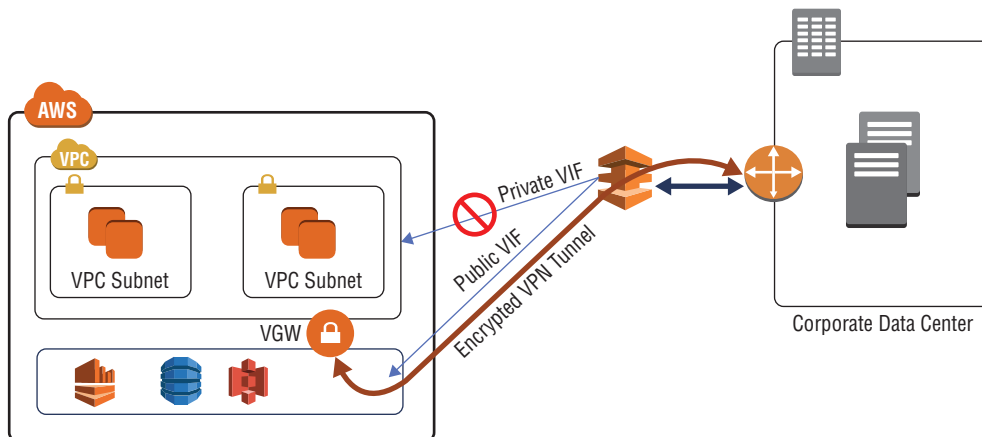 AWS
VPC
VPC Subnet
VPC Subnet
VGW
Private VIF
Public VIF
Encrypted VPN Tunnel
Corporate Data Center